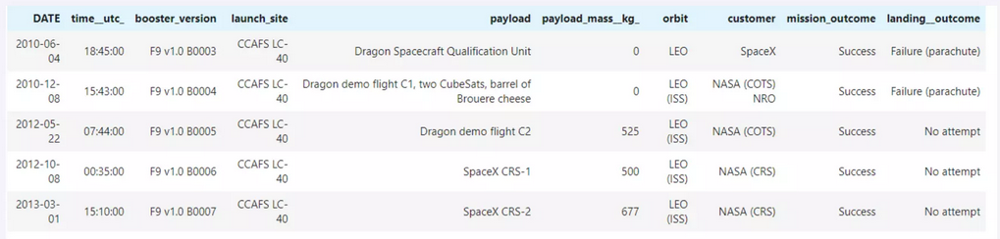 DATE time__utc_ booster_version launch_site payload payload_mass__kg_ orbit customer mission_outcome landing__outcome
2010-06-04 18:45:00 F9 v1.0 B0003 CCAFS LC-40 Dragon Spacecraft Qualification Unit 0 LEO SpaceX Success Failure (parachute)
2010-12-08 15:43:00 F9 v1.0 B0004 CCAFS LC-40 Dragon demo flight C1, two CubeSats, barrel of Brouere cheese 0 LEO (ISS) NASA (COTS) NRO Success Failure (parachute)
2012-05-22 07:44:00 F9 v1.0 B0005 CCAFS LC-40 Dragon demo flight C2 525 LEO (ISS) NASA (COTS) Success No attempt
2012-10-08 00:35:00 F9 v1.0 B0006 CCAFS LC-40 SpaceX CRS-1 500 LEO (ISS) NASA (CRS) Success No attempt
2013-03-01 15:10:00 F9 v1.0 B0007 CCAFS LC-40 SpaceX CRS-2 677 LEO (ISS) NASA (CRS) Success No attempt